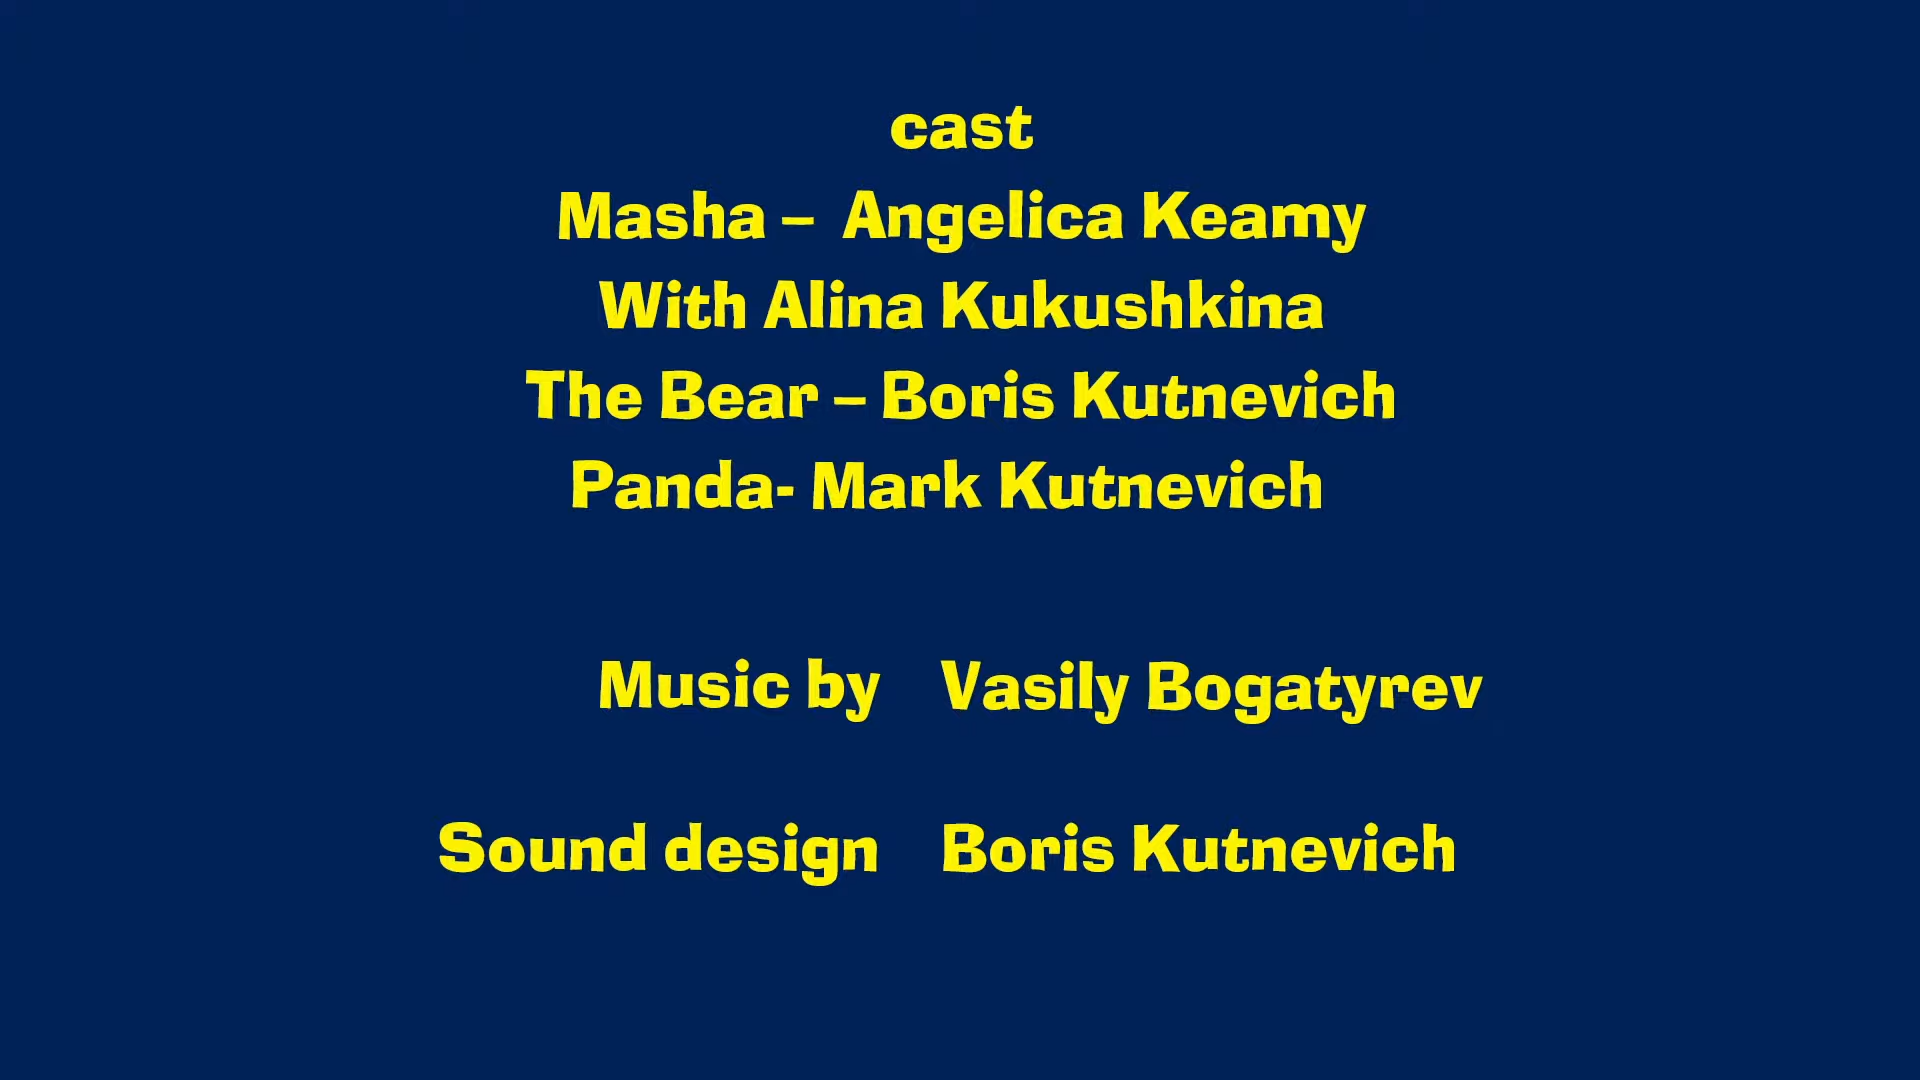 cast
Masha – Angelica Keamy
With Alina Kukushkina
The Bear – Boris Kutnevich
Panda- Mark Kutnevich
Music by Vasily Bogatyrev
Sound design Boris Kutnevich